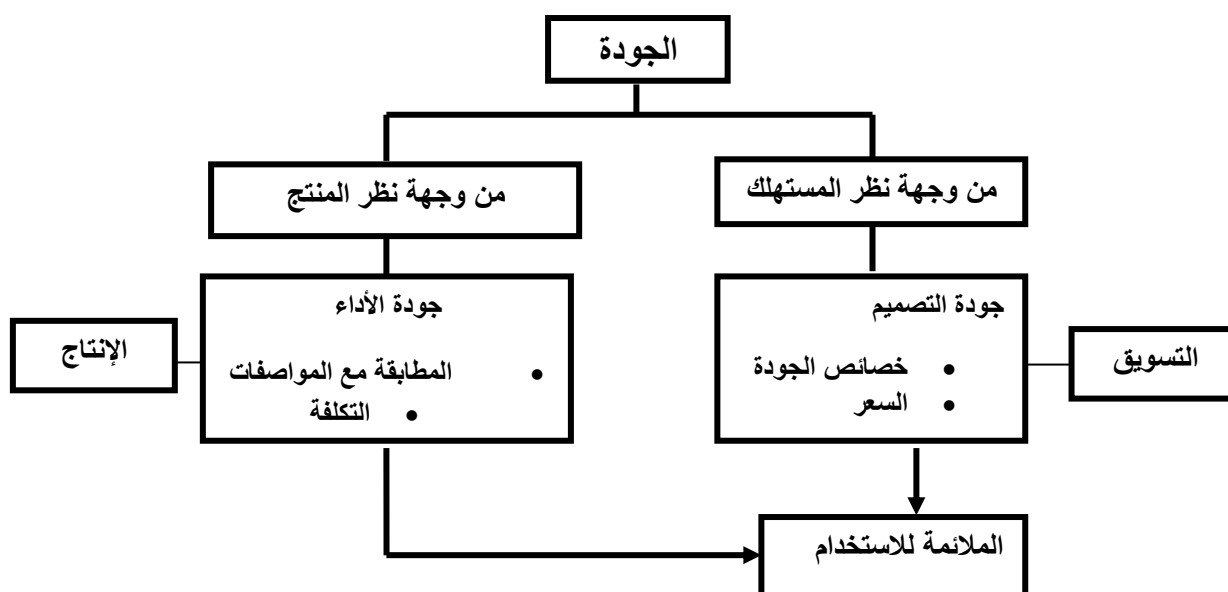 الجودة
من وجهة نظر المستهلك
من وجهة نظر المنتج
جودة التصميم
• خصائص الجودة
• السعر
التسويق
جودة الأداء
• المطابقة مع المواصفات
• التكلفة
الإنتاج
الملائمة للاستخدام